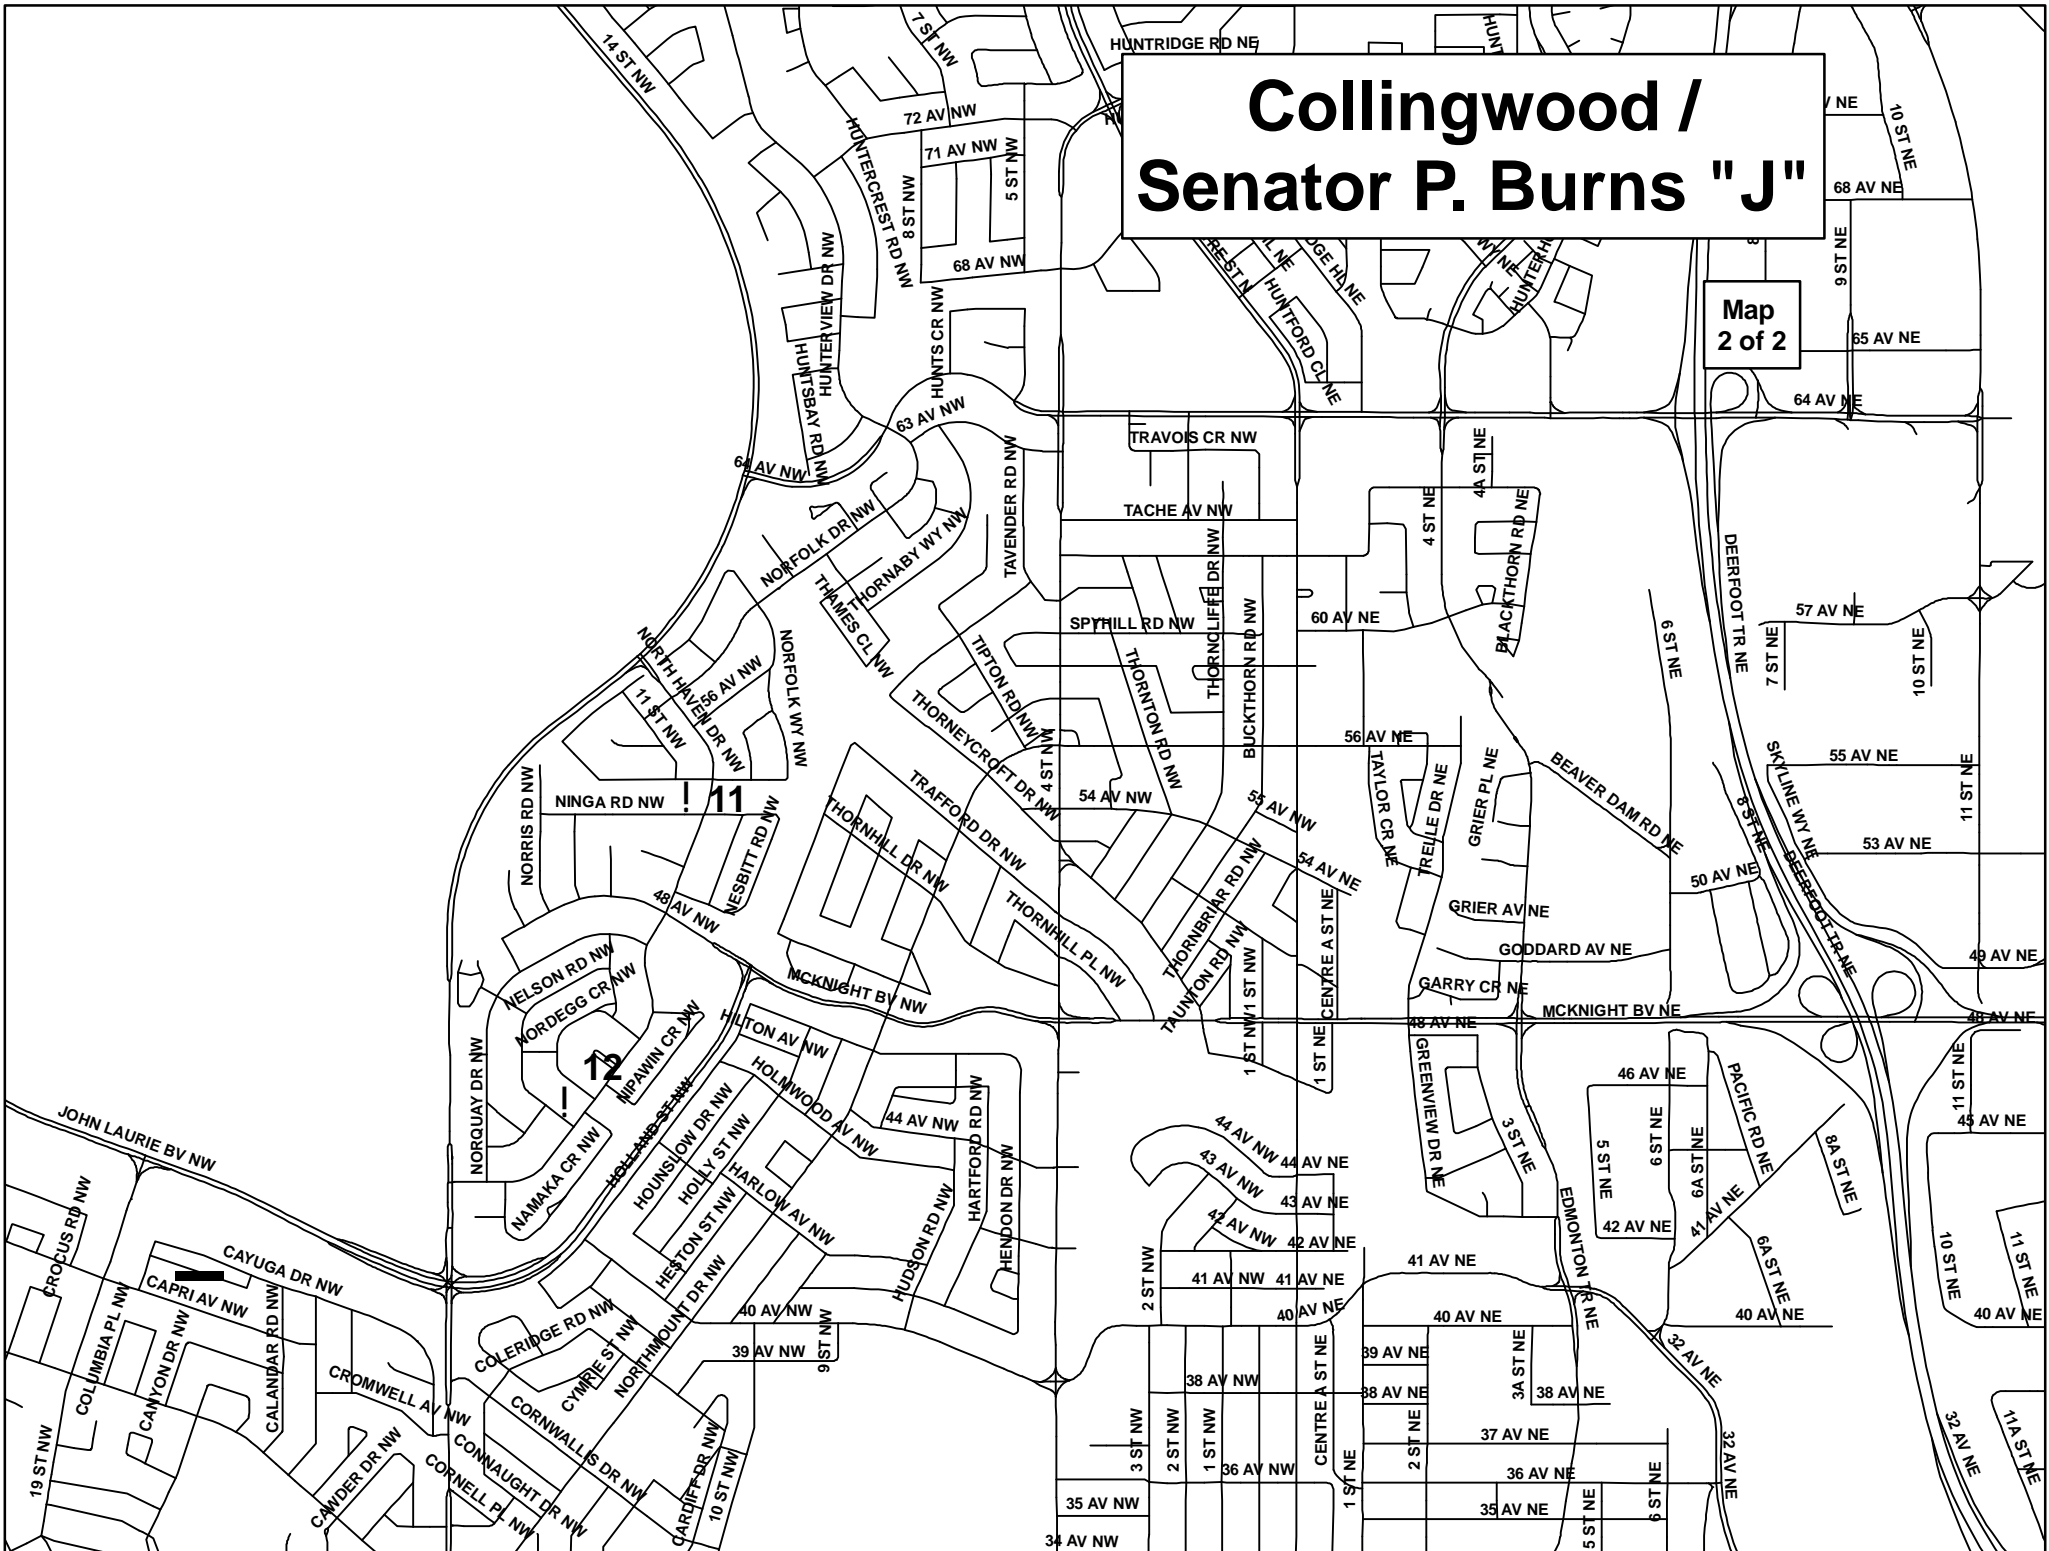 Collingwood /
Senator P. Burns "J"
Map
2 of 2
14 ST NW
7 ST NW
HUNTRIDGE RD NE
10 ST NE
72 AV NW
71 AV NW
HUNTERCREST RD NW
8 ST NW
5 ST NW
68 AV NE
68 AV NW
9 ST NE
HUNTERVIEW DR NW
HUNTS CR NW
HUNTFORD CL NE
65 AV NE
HUNTSBAY RD NW
64 AV NE
63 AV NW
TRAVOIS CR NW
64 AV NW
4A ST NE
TAVENDER RD NW
4 ST NE
TACHE AV NW
BLACKTHORN RD NE
NORFOLK DR NW
THORNABY WY NW
THAMES CL NW
DEERFOOT TR NE
THORNCLIFFE DR NW
BUCKTHORN RD NW
SPYHILL RD NW
60 AV NE
57 AV NE
6 ST NE
7 ST NE
10 ST NE
NORTH HAVEN DR NW
56 AV NW
NORFOLK WY NW
11 ST NW
TIPTON RD NW
THORNTON RD NW
THORNEYCROFT DR NW
4 ST NW
56 AV NE
TAYLOR CR NE
TRELLE DR NE
GRIER PL NE
BEAVER DAM RD NE
SKYLINE WY NE
55 AV NE
11 ST NE
NORRIS RD NW
NINGA RD NW
! 11
NESBITT RD NW
THORNHILL DR NW
TRAFFORD DR NW
54 AV NW
55 AV NW
54 AV NE
8 ST NE
DEERFOOT TR NE
53 AV NE
50 AV NE
48 AV NW
THORNHILL PL NW
THORNBRIAR RD NW
TAUNTON RD NW
1 ST NW
1 ST NW
CENTRE A ST NE
GRIER AV NE
GODDARD AV NE
49 AV NE
NELSON RD NW
NORDEGG CR NW
MCKNIGHT BV NW
GARRY CR NE
MCKNIGHT BV NE
48 AV NE
48 AV NE
HILTON AV NW
NIPAWIN CR NW
12
!
NORQUAY DR NW
HOLMWOOD AV NW
HOLLAND ST NW
HOUNSLOW DR NW
HOLLY ST NW
HARLOW AV NW
HESTON ST NW
44 AV NW
HARTFORD RD NW
HENDON DR NW
HUDSON RD NW
1 ST NE
GREENVIEW DR NE
3 ST NE
46 AV NE
5 ST NE
6 ST NE
6A ST NE
PACIFIC RD NE
8A ST NE
11 ST NE
45 AV NE
JOHN LAURIE BV NW
NAMAKA CR NW
44 AV NW
44 AV NE
43 AV NW
43 AV NE
42 AV NW
42 AV NE
41 AV NW
41 AV NE
40 AV NE
2 ST NW
EDMONTON TR NE
42 AV NE
41 AV NE
41 AV NE
6A ST NE
40 AV NE
40 AV NE
10 ST NE
11 ST NE
40 AV NE
CROCUS RD NW
CAYUGA DR NW
CAPRI AV NW
COLUMBIA PL NW
CANYON DR NW
CALANDAR RD NW
COLERIDGE RD NW
CYMRIE ST NW
NORTHMOUNT DR NW
40 AV NW
39 AV NW
9 ST NW
32 AV NE
CROMWELL AV NW
CORNWALLIS DR NW
CONNAUGHT DR NW
CORNELL PL NW
CAWDER DR NW
19 ST NW
CARDIFF DR NW
10 ST NW
38 AV NW
39 AV NE
38 AV NE
3A ST NE
38 AV NE
3 ST NW
2 ST NW
1 ST NW
CENTRE A ST NE
1 ST NE
2 ST NE
37 AV NE
36 AV NW
36 AV NE
35 AV NW
35 AV NE
34 AV NW
5 ST NE
6 ST NE
32 AV NE
32 AV NE
11A ST NE